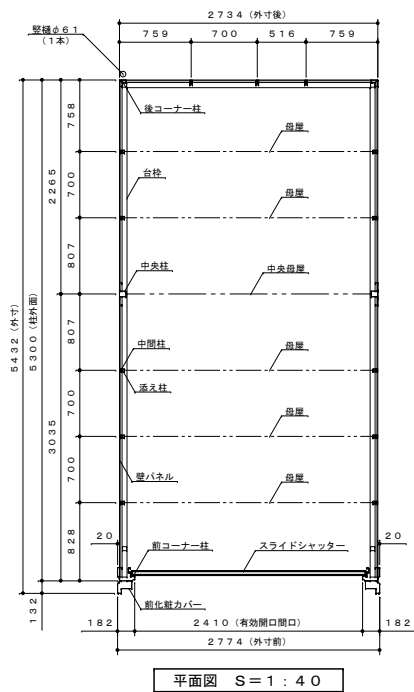 2734（外寸後）
759
700
516
759
竪樋φ61
（1本）
後コーナー柱
母屋
台枠
母屋
中央柱
中央母屋
中間柱
母屋
添え柱
母屋
壁パネル
母屋
758
700
807
807
700
700
828
2265
3035
5300（柱外面）
5432（外寸）
132
20
20
前コーナー柱
スライドシャッター
前化粧カバー
182
2410（有効開口間口）
182
2774（外寸前）
平面図 S＝1：40